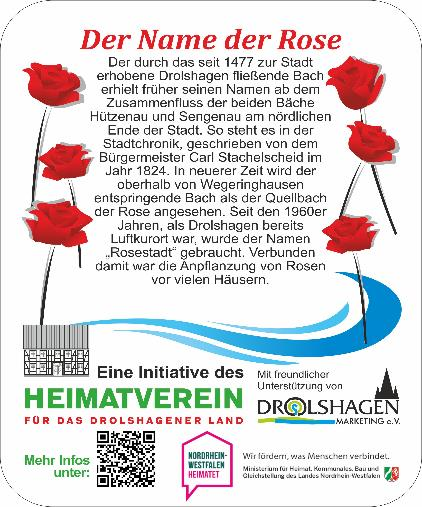 Der Name der Rose
Der durch das seit 1477 zur Stadt
erhobene Drolshagen fließende Bach
erhielt früher seinen Namen ab dem
Zusammenfluss der beiden Bäche
Hützenau und Sengenau am nördlichen
Ende der Stadt. So steht es in der
Stadtchronik, geschrieben von dem
Bürgermeister Carl Stachelscheid im
Jahr 1824. In neuerer Zeit wird der
oberhalb von Wegeringhausen
entspringende Bach als der Quellbach
der Rose angesehen. Seit den 1960er
Jahren, als Drolshagen bereits
Luftkurort war, wurde der Namen
„Rosestadt“ gebraucht. Verbunden
damit war die Anpflanzung von Rosen
vor vielen Häusern.
Eine Initiative des
HEIMATVEREIN
FÜR DAS DROLSHAGENER LAND
Mit freundlicher
Unterstützung von
DROLSHAGEN
MARKETING e.V.
Mehr Infos
unter:
NORDRHEIN-
WESTFALEN
HEIMATET
Wir fördern, was Menschen verbindet.
Ministerium für Heimat, Kommunales, Bau und
Gleichstellung des Landes Nordrhein-Westfalen